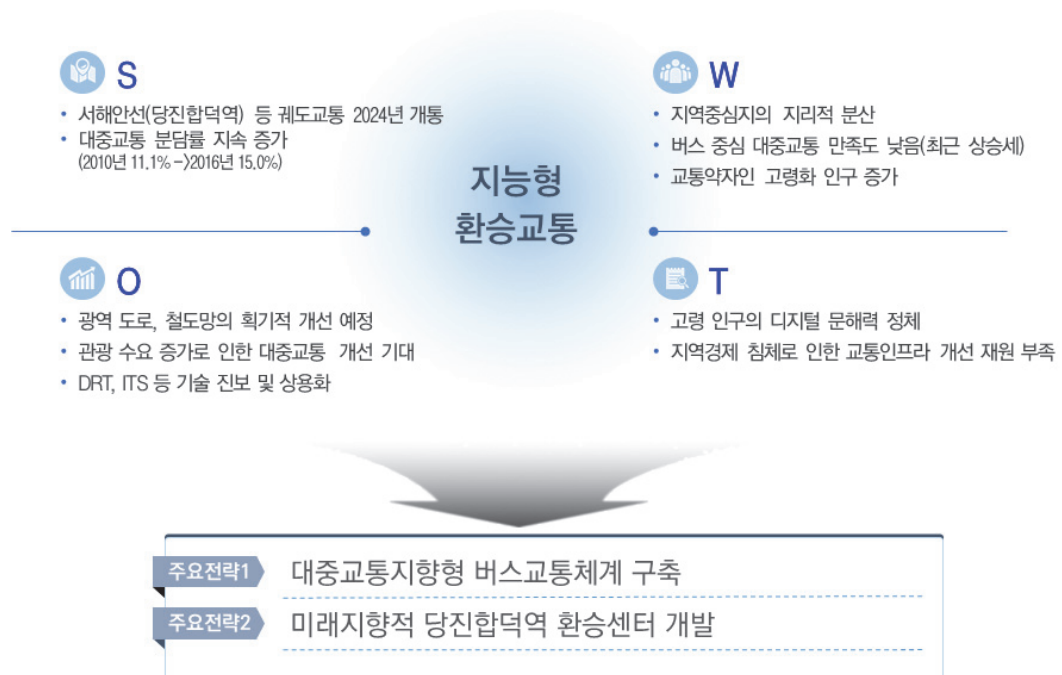 S
• 서해안선(당진합덕역) 등 궤도교통 2024년 개통
• 대중교통 분담률 지속 증가
(2010년 11.1% –>2016년 15.0%)
W
• 지역중심지의 지리적 분산
• 버스 중심 대중교통 만족도 낮음(최근 상승세)
• 교통약자인 고령화 인구 증가
지능형
환승교통
O
• 광역 도로, 철도망의 획기적 개선 예정
• 관광 수요 증가로 인한 대중교통 개선 기대
• DRT, ITS 등 기술 진보 및 상용화
T
• 고령 인구의 디지털 문해력 정체
• 지역경제 침체로 인한 교통인프라 개선 재원 부족
주요전략1 대중교통지향형 버스교통체계 구축
주요전략2 미래지향적 당진합덕역 환승센터 개발